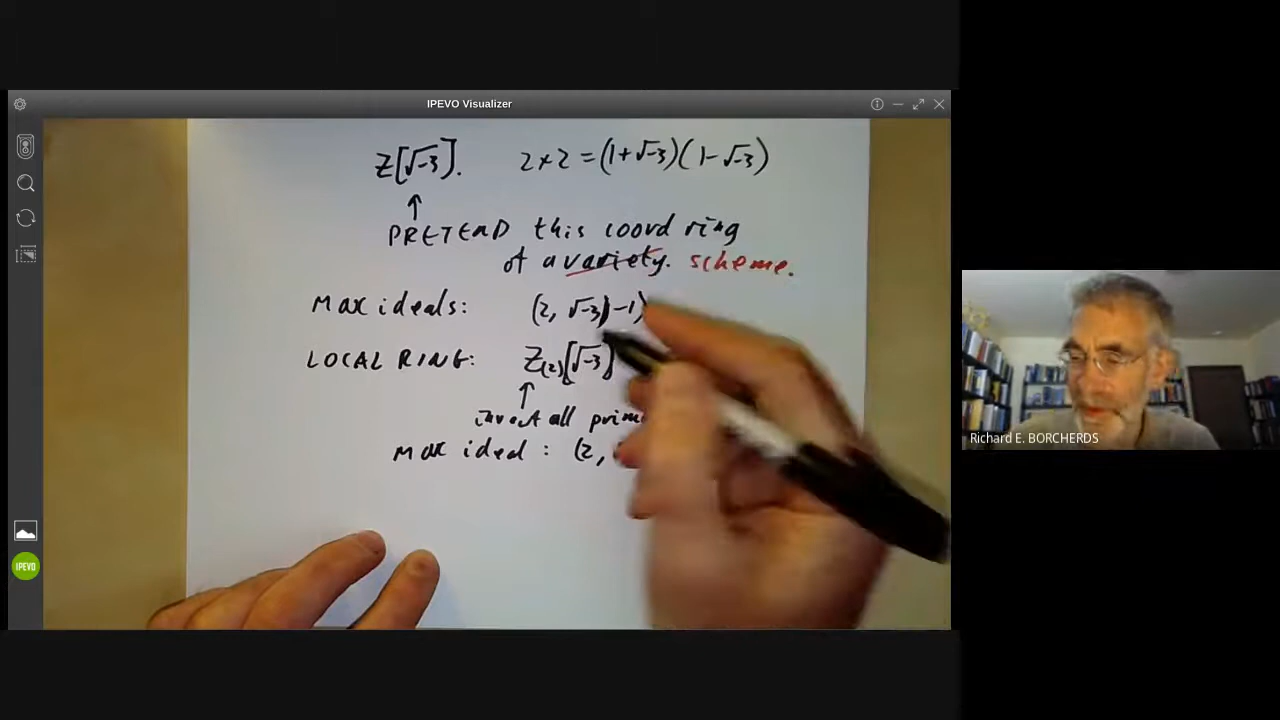 IPEVO Visualizer
Z[√-3]. 2×2=(1+√-3)(1-√-3)
↑
PRETEND this coord ring
of a variety. scheme.
Max ideals: (2, √-3-1)
LOCAL RING: Z(2)[√-3]
↑
invert all prim
Max ideal: (2,
IPEVO
Richard E. BORCHERDS